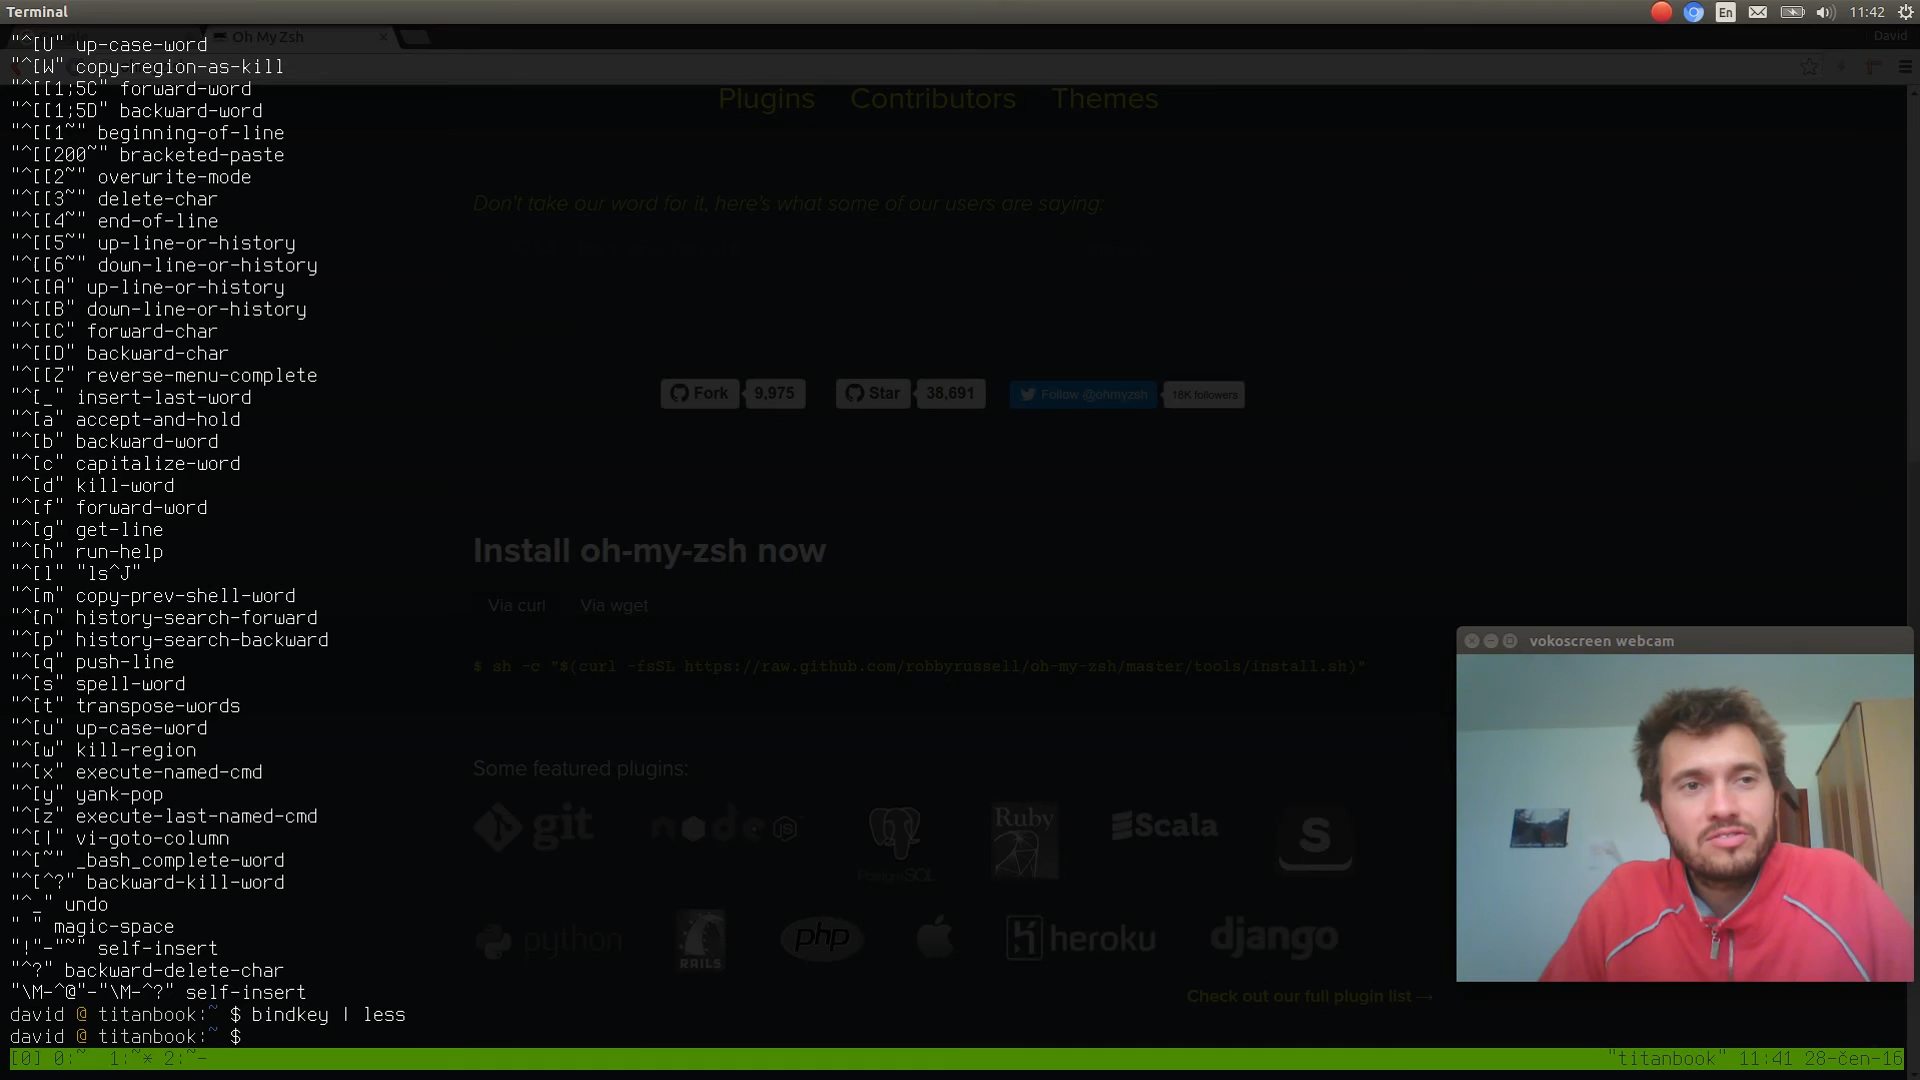 Terminal
En
11:42
Oh My Zsh
David
"^[U" up-case-word
"^[W" copy-region-as-kill
"^[[1;5C" forward-word
"^[[1;5D" backward-word
"^[[1~" beginning-of-line
"^[[200~" bracketed-paste
"^[[2~" overwrite-mode
"^[[3~" delete-char
"^[[4~" end-of-line
"^[[5~" up-line-or-history
"^[[6~" down-line-or-history
"^[[A" up-line-or-history
"^[[B" down-line-or-history
"^[[C" forward-char
"^[[D" backward-char
"^[[Z" reverse-menu-complete
"^[_" insert-last-word
"^[a" accept-and-hold
"^[b" backward-word
"^[c" capitalize-word
"^[d" kill-word
"^[f" forward-word
"^[g" get-line
"^[h" run-help
"^[l" "ls^J"
"^[m" copy-prev-shell-word
"^[n" history-search-forward
"^[p" history-search-backward
"^[q" push-line
"^[s" spell-word
"^[t" transpose-words
"^[u" up-case-word
"^[w" kill-region
"^[x" execute-named-cmd
"^[y" yank-pop
"^[z" execute-last-named-cmd
"^[|" vi-goto-column
"^[~" _bash_complete-word
"^[^?" backward-kill-word
"^_" undo
" " magic-space
"!"-"~" self-insert
"^?" backward-delete-char
"\M-^@"-"\M-^?" self-insert
david @ titanbook:~ $ bindkey | less
david @ titanbook:~ $
[0] 0:~  1:~* 2:~-
"titanbook" 11:41 28-čen-16
Plugins Contributors Themes
Don't take our word for it, here's what some of our users are saying:
Fork 9,975 Star 38,691 Follow @ohmyzsh 18K followers
Install oh-my-zsh now
Via curl Via wget
$ sh -c "$(curl -fsSL https://raw.github.com/robbyrussell/oh-my-zsh/master/tools/install.sh)"
Some featured plugins:
git node JS PostgreSQL Ruby Scala S
python RAILS php heroku django
Check out our full plugin list →
vokoscreen webcam